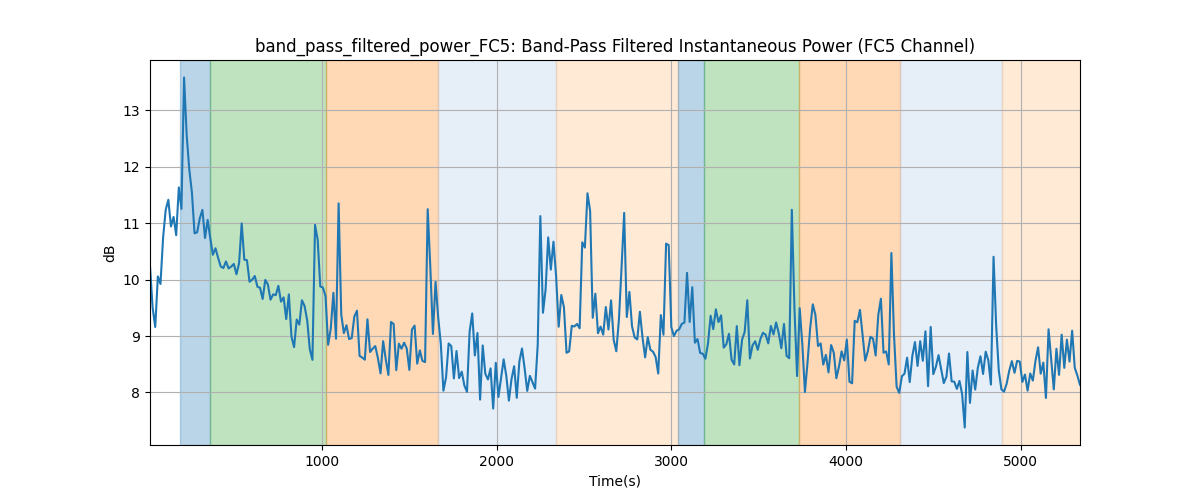 band_pass_filtered_power_FC5: Band-Pass Filtered Instantaneous Power (FC5 Channel)
13
12
11
10
9
8
dB
1000 2000 3000 4000 5000
Time(s)